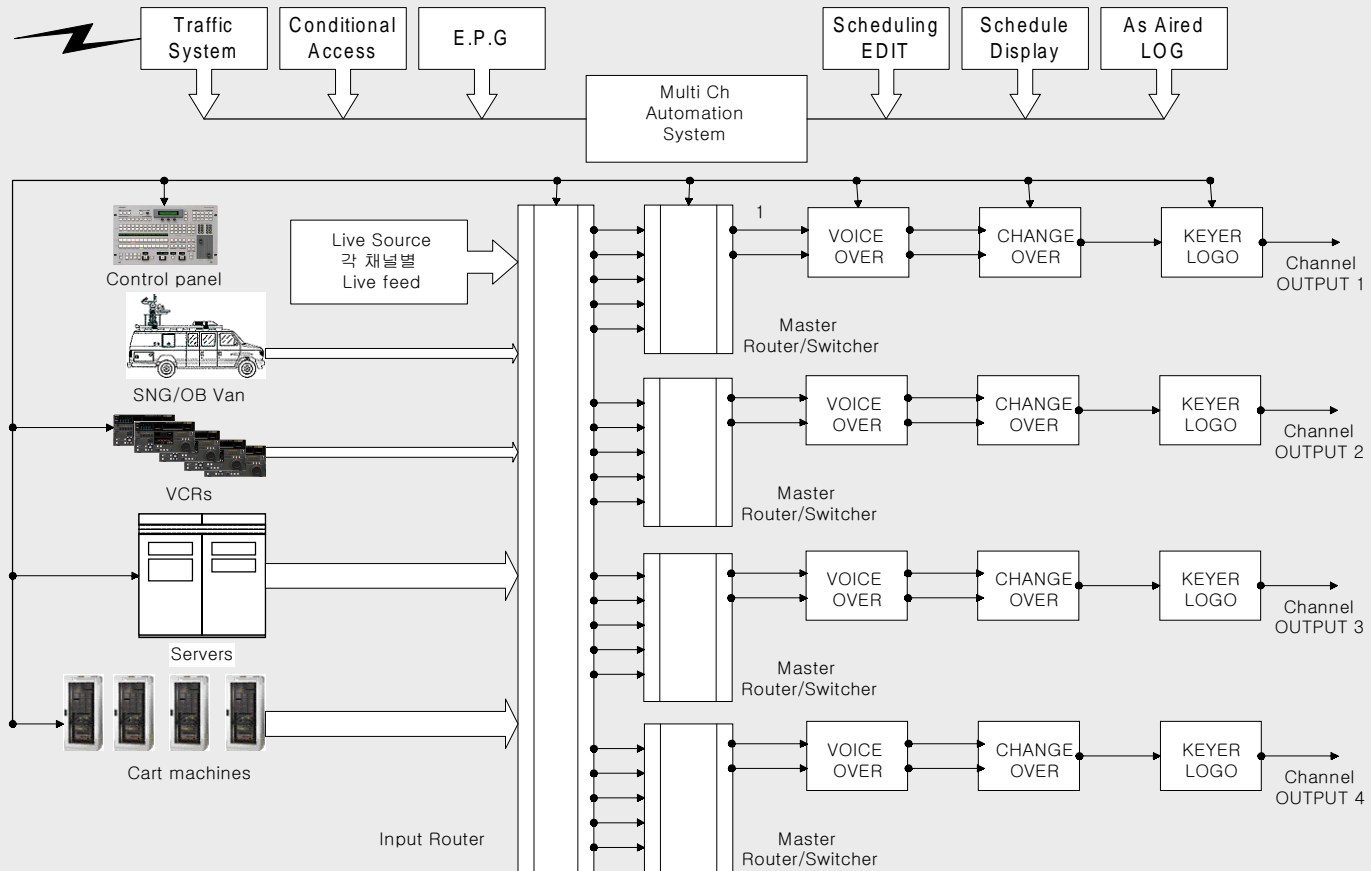 Traffic
System
Conditional
Access
E.P.G
Scheduling
EDIT
Schedule
Display
As Aired
LOG
Multi Ch
Automation
System
Control panel
Live Source
각 채널별
Live feed
1
VOICE
OVER
CHANGE
OVER
KEYER
LOGO
Channel
OUTPUT 1
Master
Router/Switcher
SNG/OB Van
VOICE
OVER
CHANGE
OVER
KEYER
LOGO
Channel
OUTPUT 2
VCRs
Master
Router/Switcher
VOICE
OVER
CHANGE
OVER
KEYER
LOGO
Channel
OUTPUT 3
Servers
Master
Router/Switcher
VOICE
OVER
CHANGE
OVER
KEYER
LOGO
Channel
OUTPUT 4
Cart machines
Input Router
Master
Router/Switcher